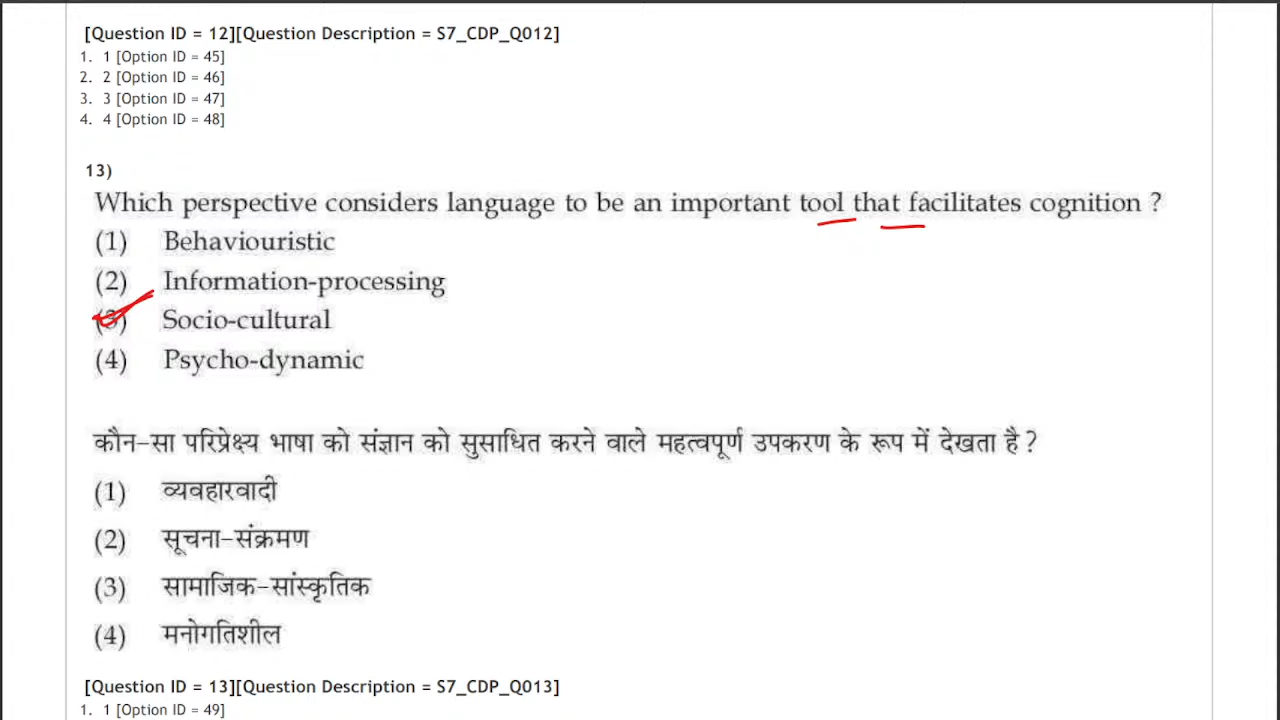 [Question ID = 12][Question Description = S7_CDP_Q012]
1. 1 [Option ID = 45]
2. 2 [Option ID = 46]
3. 3 [Option ID = 47]
4. 4 [Option ID = 48]
13)
Which perspective considers language to be an important tool that facilitates cognition ?
(1) Behaviouristic
(2) Information-processing
(3) Socio-cultural
(4) Psycho-dynamic
कौन-सा परिप्रेक्ष्य भाषा को संज्ञान को सुसाधित करने वाले महत्वपूर्ण उपकरण के रूप में देखता है ?
(1) व्यवहारवादी
(2) सूचना-संक्रमण
(3) सामाजिक-सांस्कृतिक
(4) मनोगतिशील
[Question ID = 13][Question Description = S7_CDP_Q013]
1. 1 [Option ID = 49]